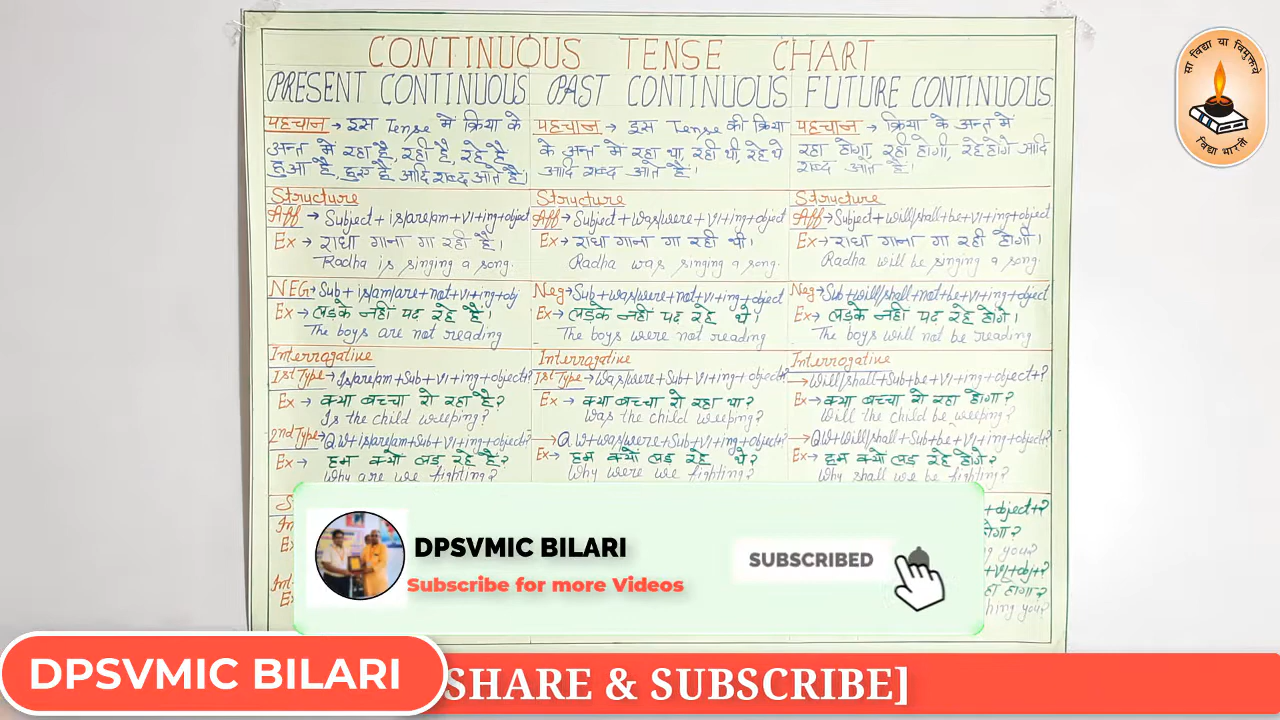 CONTINUOUS TENSE CHART
PRESENT CONTINUOUS
पहचान → इस Tense में क्रिया के
अन्त में रहा है, रही है, रहे है
हुआ है, हुए है, आदि शब्द आते हैं।
Structure
Aff → Subject+is/are/am+V1+ing+object
Ex → राधा गाना गा रही है।
Radha is singing a song.
NEG → Sub+is/am/are+not+V1+ing+obj
Ex → लड़के नहीं पढ रहे है।
The boys are not reading
Interrogative
1st Type → Is/are/am+Sub+V1+ing+object+?
Ex → क्या बच्चा रो रहा है?
Is the child weeping?
2nd Type → QW+is/are/am+Sub+V1+ing+object+?
Ex → हम क्यों लड रहे है?
Why are we fighting?
PAST CONTINUOUS
पहचान → इस Tense की क्रिया
के अन्त में रहा था, रही थी, रहे थे
आदि शब्द आते हैं।
Structure
Aff → Subject+was/were+V1+ing+object
Ex → राधा गाना गा रही थी।
Radha was singing a song.
Neg → Sub+was/were+not+V1+ing+object
Ex → लड़के नहीं पढ रहे थे।
The boys were not reading
Interrogative
1st Type → Was/were+Sub+V1+ing+object+?
Ex → क्या बच्चा रो रहा था?
Was the child weeping?
→ QW+was/were+Sub+V1+ing+object+?
Ex → हम क्यों लड रहे थे?
Why were we fighting?
FUTURE CONTINUOUS
पहचान → क्रिया के अन्त में
रहा होगा, रही होगी, रहे होगे आदि
शब्द आते हैं।
Structure
Aff → Subject+will/shall+be+V1+ing+object
Ex → राधा गाना गा रही होगी।
Radha will be singing a song.
Neg → Sub+will/shall+not+be+V1+ing+object
Ex → लड़के नहीं पढ रहे होगे।
The boys will not be reading
Interrogative
→ Will/shall+Sub+be+V1+ing+object+?
Ex → क्या बच्चा रो रहा होगा?
Will the child be weeping?
→ QW+will/shall+Sub+be+V1+ing+object+?
Ex → हम क्यों लड रहे होगे?
Why shall we be fighting?
+object+?
you?
+V1+ing+obj+?
होगा?
you?
सा विद्या या विमुक्तये
विद्या भारती
DPSVMIC BILARI
Subscribe for more Videos
SUBSCRIBED
DPSVMIC BILARI
SHARE & SUBSCRIBE]